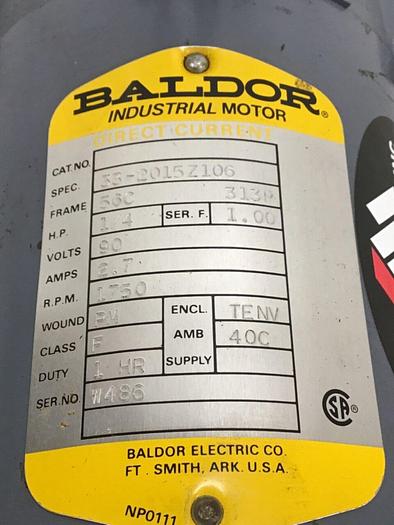 BALDOR®
INDUSTRIAL MOTOR
DIRECT CURRENT
CAT.NO.
SPEC. 33-2015Z106
FRAME 56C 313P
H.P. 1/4 SER. F. 1.00
VOLTS 90
AMPS 2.7
R.P.M. 1750
WOUND PM ENCL. TENV
CLASS F AMB 40C
DUTY 1 HR SUPPLY
SER.NO. W486
CSA
BALDOR ELECTRIC CO.
FT. SMITH, ARK. U.S.A.
NP0111